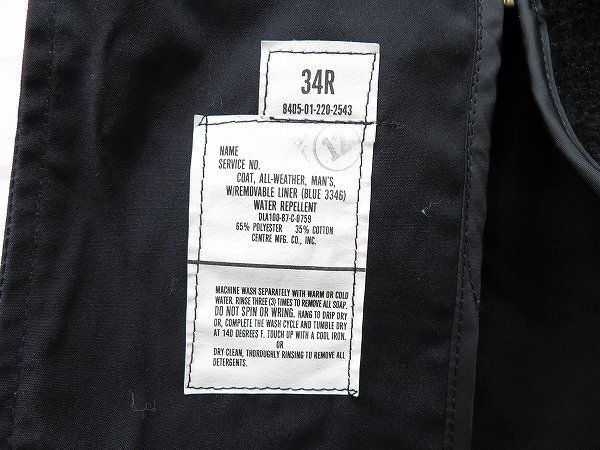 34R
8405-01-220-2543
12
NAME
SERVICE NO.
COAT, ALL-WEATHER, MAN'S,
W/REMOVABLE LINER (BLUE 3346)
WATER REPELLENT
DLA100-87-C-0759
65% POLYESTER 35% COTTON
CENTRE MFG. CO., INC.
MACHINE WASH SEPARATELY WITH WARM OR COLD
WATER. RINSE THREE (3) TIMES TO REMOVE ALL SOAP.
DO NOT SPIN OR WRING. HANG TO DRIP DRY
OR, COMPLETE THE WASH CYCLE AND TUMBLE DRY
AT 140 DEGREES F. TOUCH UP WITH A COOL IRON.
OR
DRY CLEAN, THOROUGHLY RINSING TO REMOVE ALL
DETERGENTS.